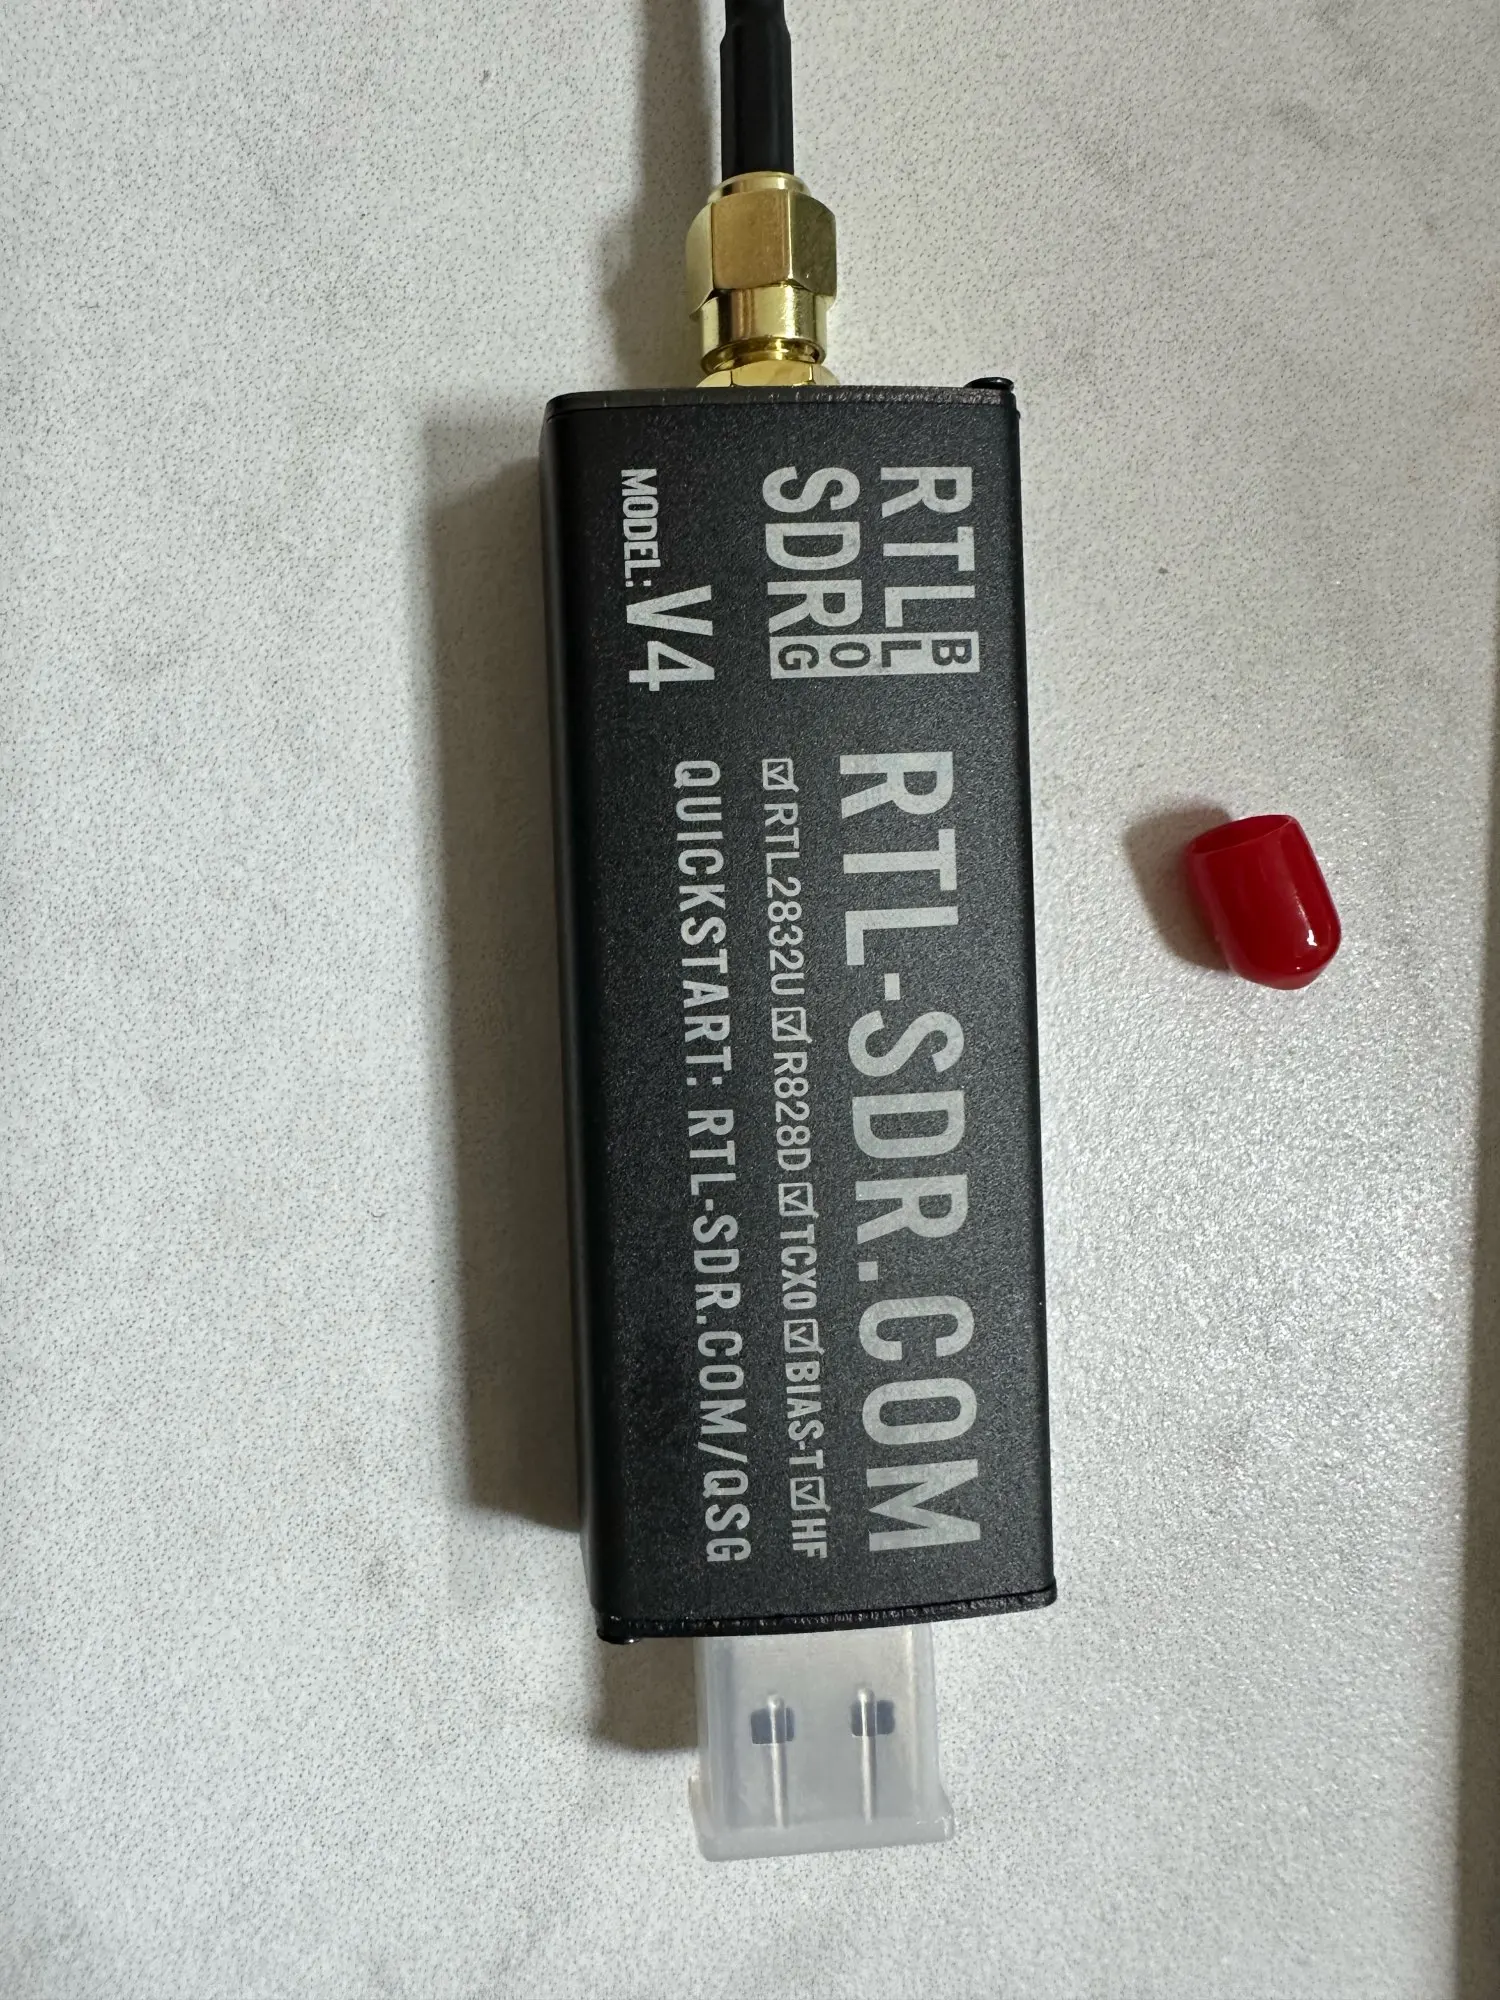 RTL
SDR
BLOG
MODEL: V4
RTL-SDR.COM
☑RTL2832U☑R828D☑TCXO☑BIAS-T☑HF
QUICKSTART: RTL-SDR.COM/QSG